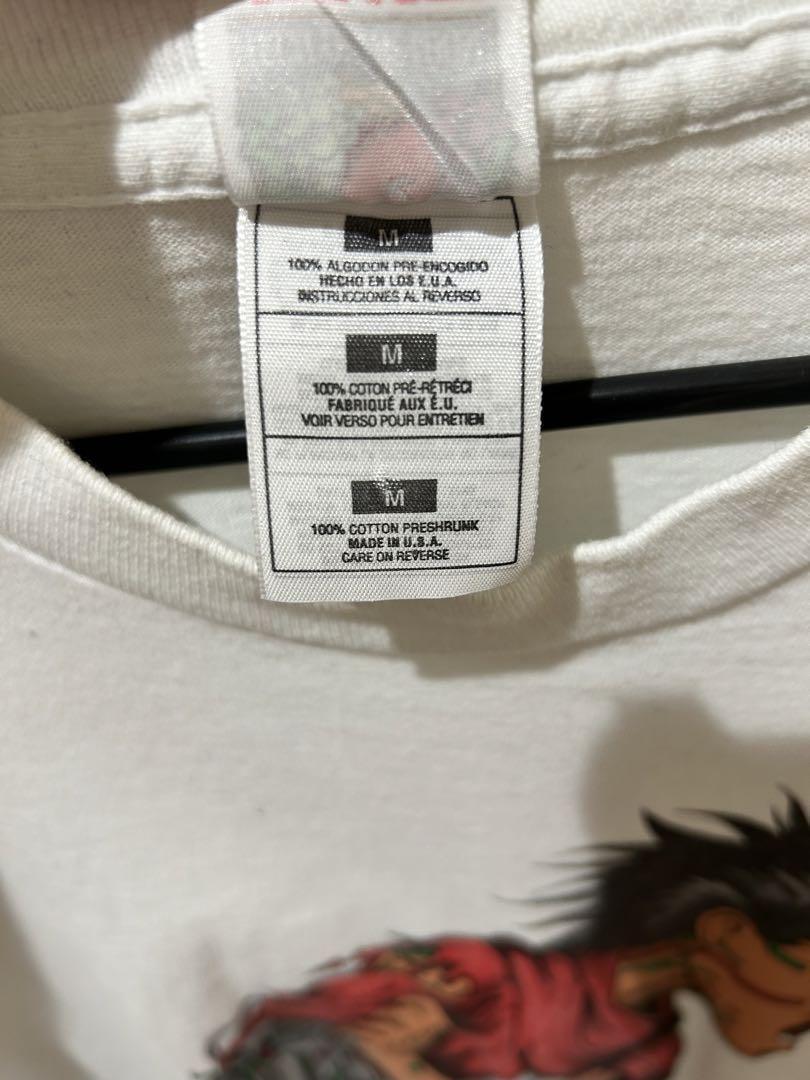 M
100% ALGODON PRE-ENCOGIDO
HECHO EN LOS E.U.A.
INSTRUCCIONES AL REVERSO
M
100% COTON PRÉ-RÉTRÉCI
FABRIQUÉ AUX É.U.
VOIR VERSO POUR ENTRETIEN
M
100% COTTON PRESHRUNK
MADE IN U.S.A.
CARE ON REVERSE